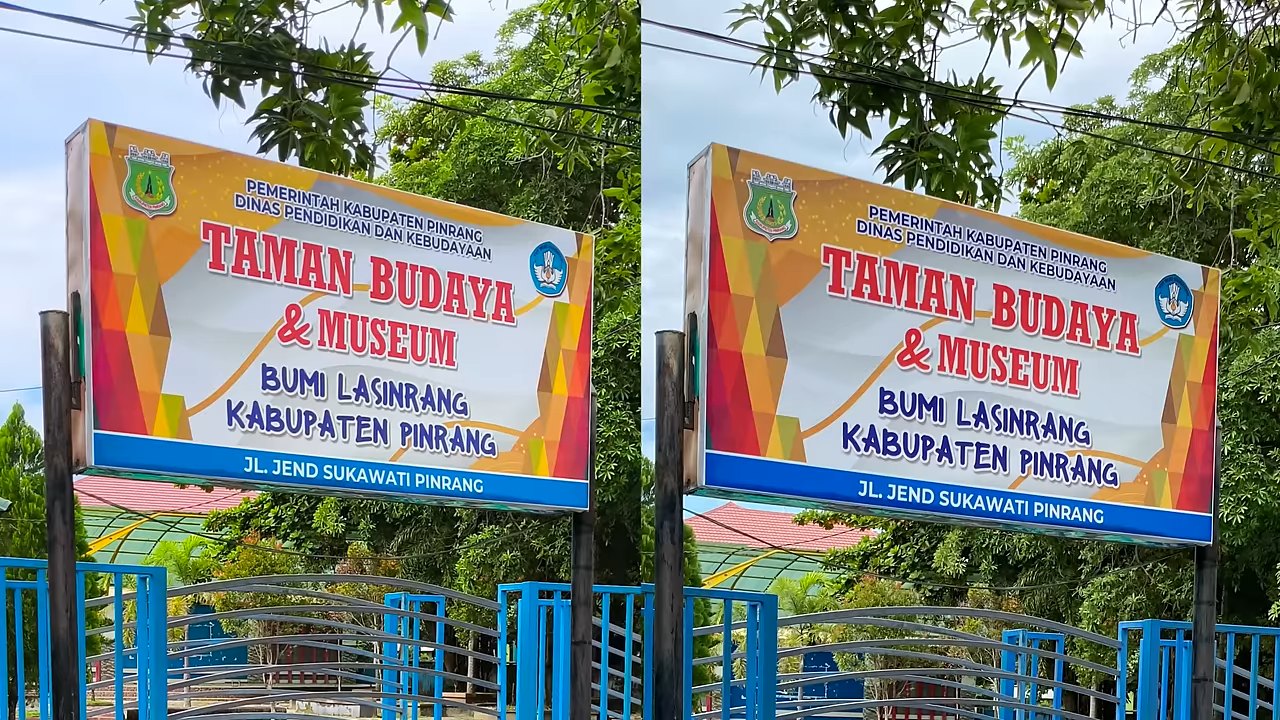 PEMERINTAH KABUPATEN PINRANG
DINAS PENDIDIKAN DAN KEBUDAYAAN
TAMAN BUDAYA
& MUSEUM
BUMI LASINRANG
KABUPATEN PINRANG
JL. JEND SUKAWATI PINRANG
PEMERINTAH KABUPATEN PINRANG
DINAS PENDIDIKAN DAN KEBUDAYAAN
TAMAN BUDAYA
& MUSEUM
BUMI LASINRANG
KABUPATEN PINRANG
JL. JEND SUKAWATI PINRANG